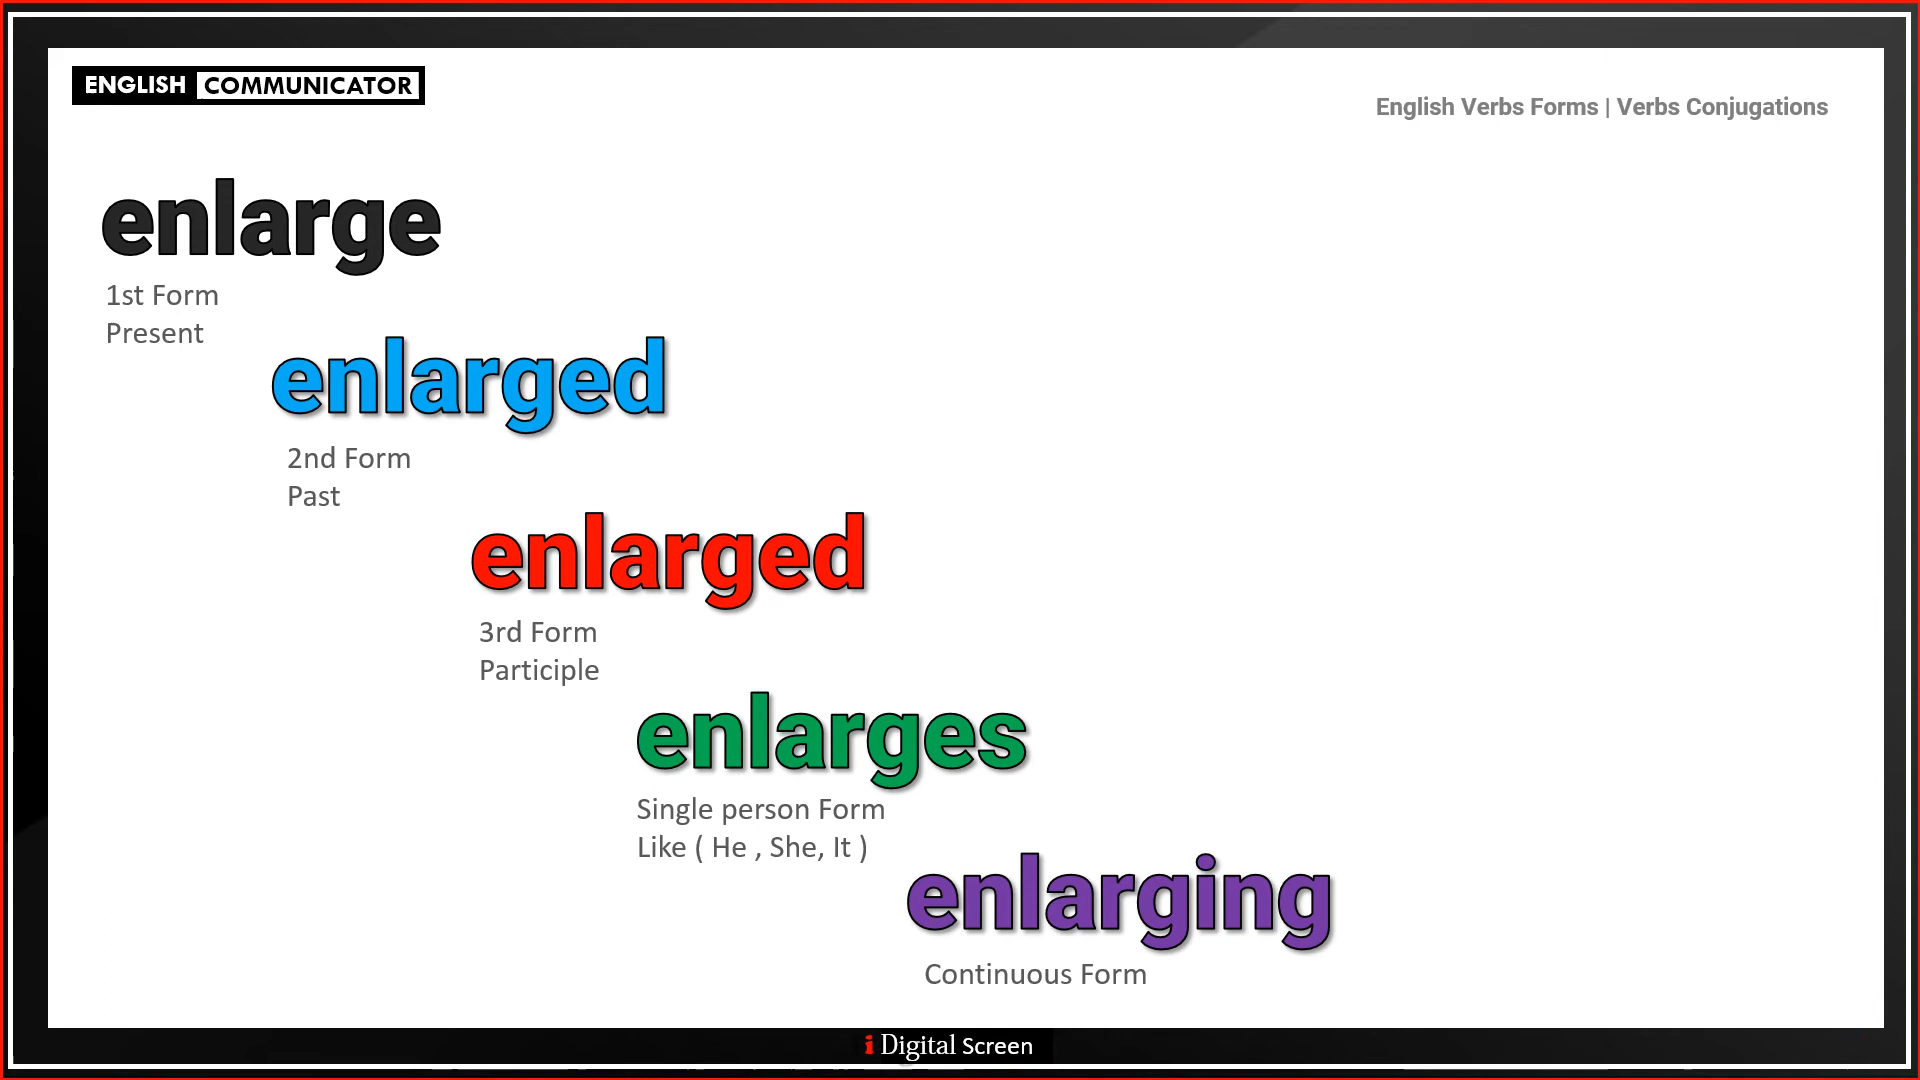 ENGLISH COMMUNICATOR
English Verbs Forms | Verbs Conjugations
enlarge
1st Form
Present
enlarged
2nd Form
Past
enlarged
3rd Form
Participle
enlarges
Single person Form
Like ( He , She, It )
enlarging
Continuous Form
i Digital Screen